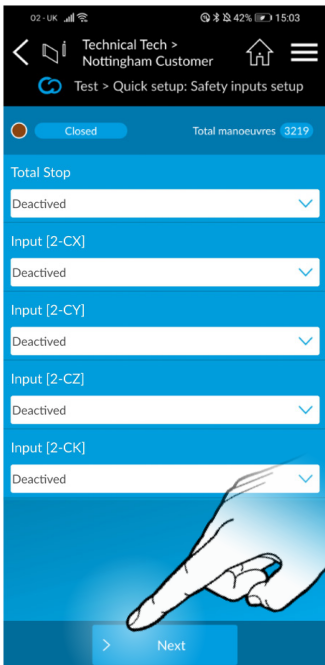 02-UK 42% 15:03
Technical Tech >
Nottingham Customer
Test > Quick setup: Safety inputs setup
Closed Total manoeuvres 3219
Total Stop
Deactived
Input [2-CX]
Deactived
Input [2-CY]
Deactived
Input [2-CZ]
Deactived
Input [2-CK]
Deactived
> Next